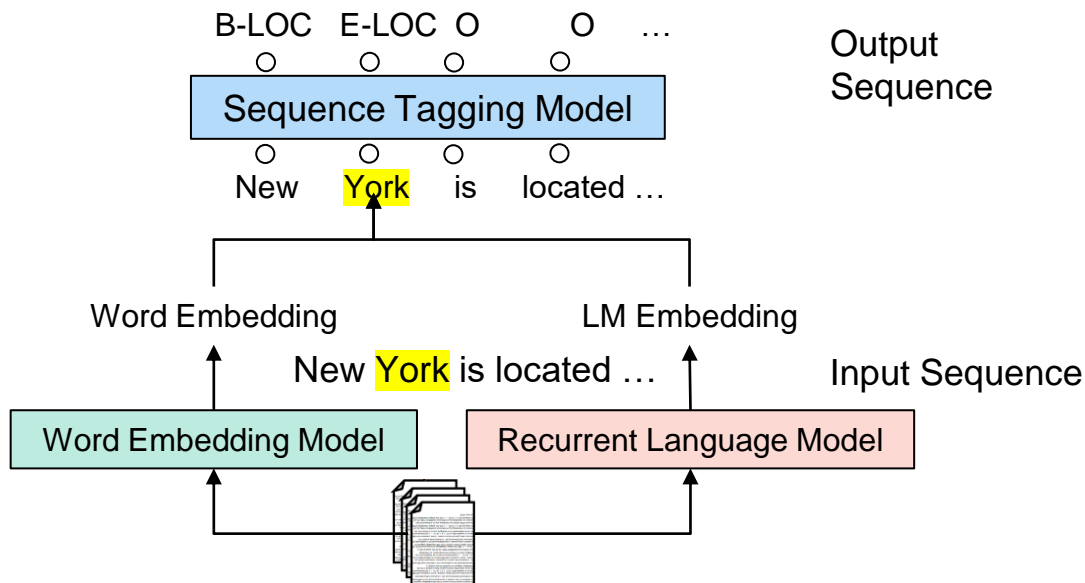 B-LOC E-LOC O O …
Output
Sequence
Sequence Tagging Model
New York is located …
Word Embedding LM Embedding
New York is located … Input Sequence
Word Embedding Model Recurrent Language Model